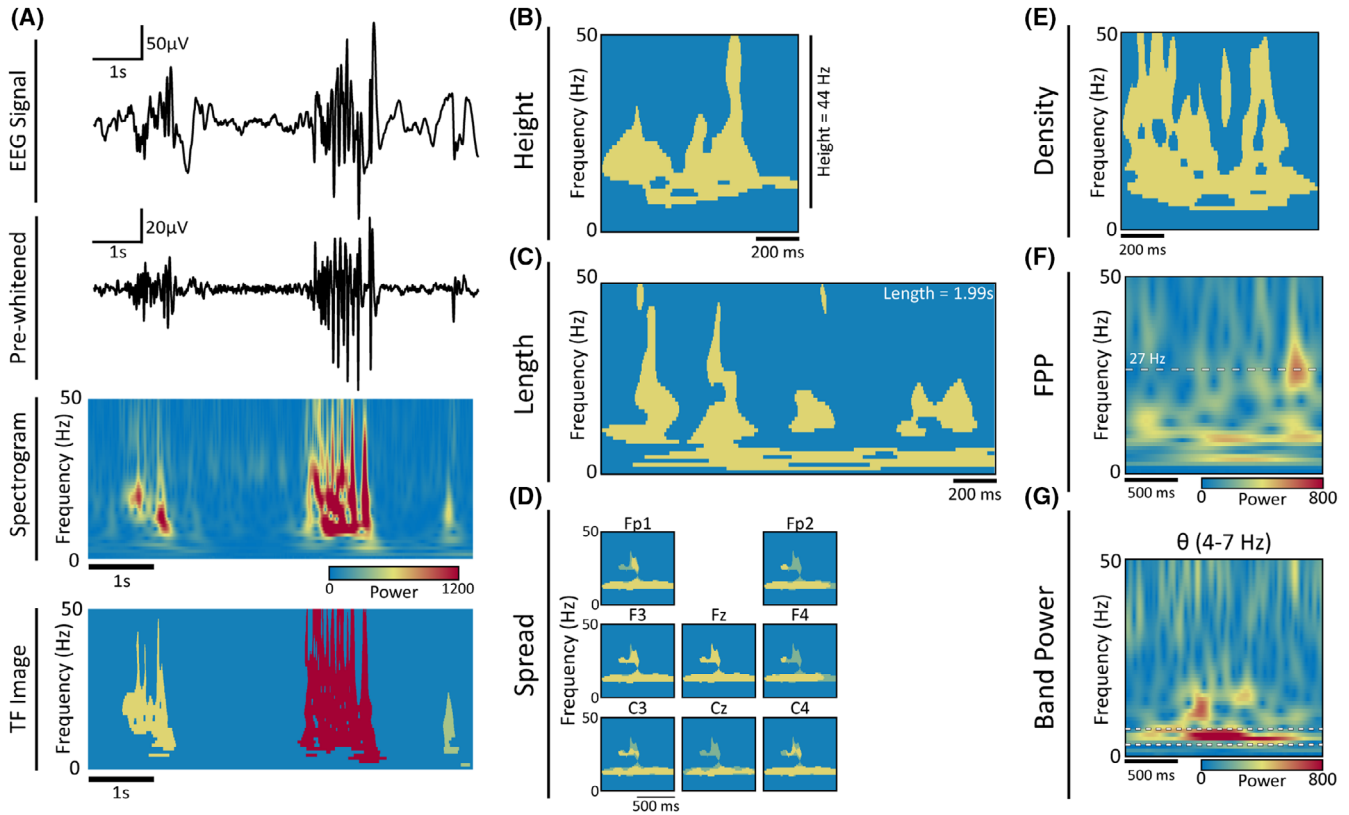 (A)
EEG Signal
50µV
1s
Pre-whitened
20µV
1s
Spectrogram
Frequency (Hz)
50
0
1s
0 Power 1200
TF Image
Frequency (Hz)
50
0
1s
(B)
Height
Frequency (Hz)
50
0
Height = 44 Hz
200 ms
(C)
Length
Frequency (Hz)
50
0
Length = 1.99s
200 ms
(D)
Spread
Frequency (Hz)
Fp1 Fp2
50
0
F3 Fz F4
50
0
C3 Cz C4
50
0
500 ms
(E)
Density
Frequency (Hz)
50
0
200 ms
(F)
FPP
Frequency (Hz)
50
0
27 Hz
500 ms
0 Power 800
(G)
Band Power
θ (4-7 Hz)
Frequency (Hz)
50
0
500 ms
0 Power 800